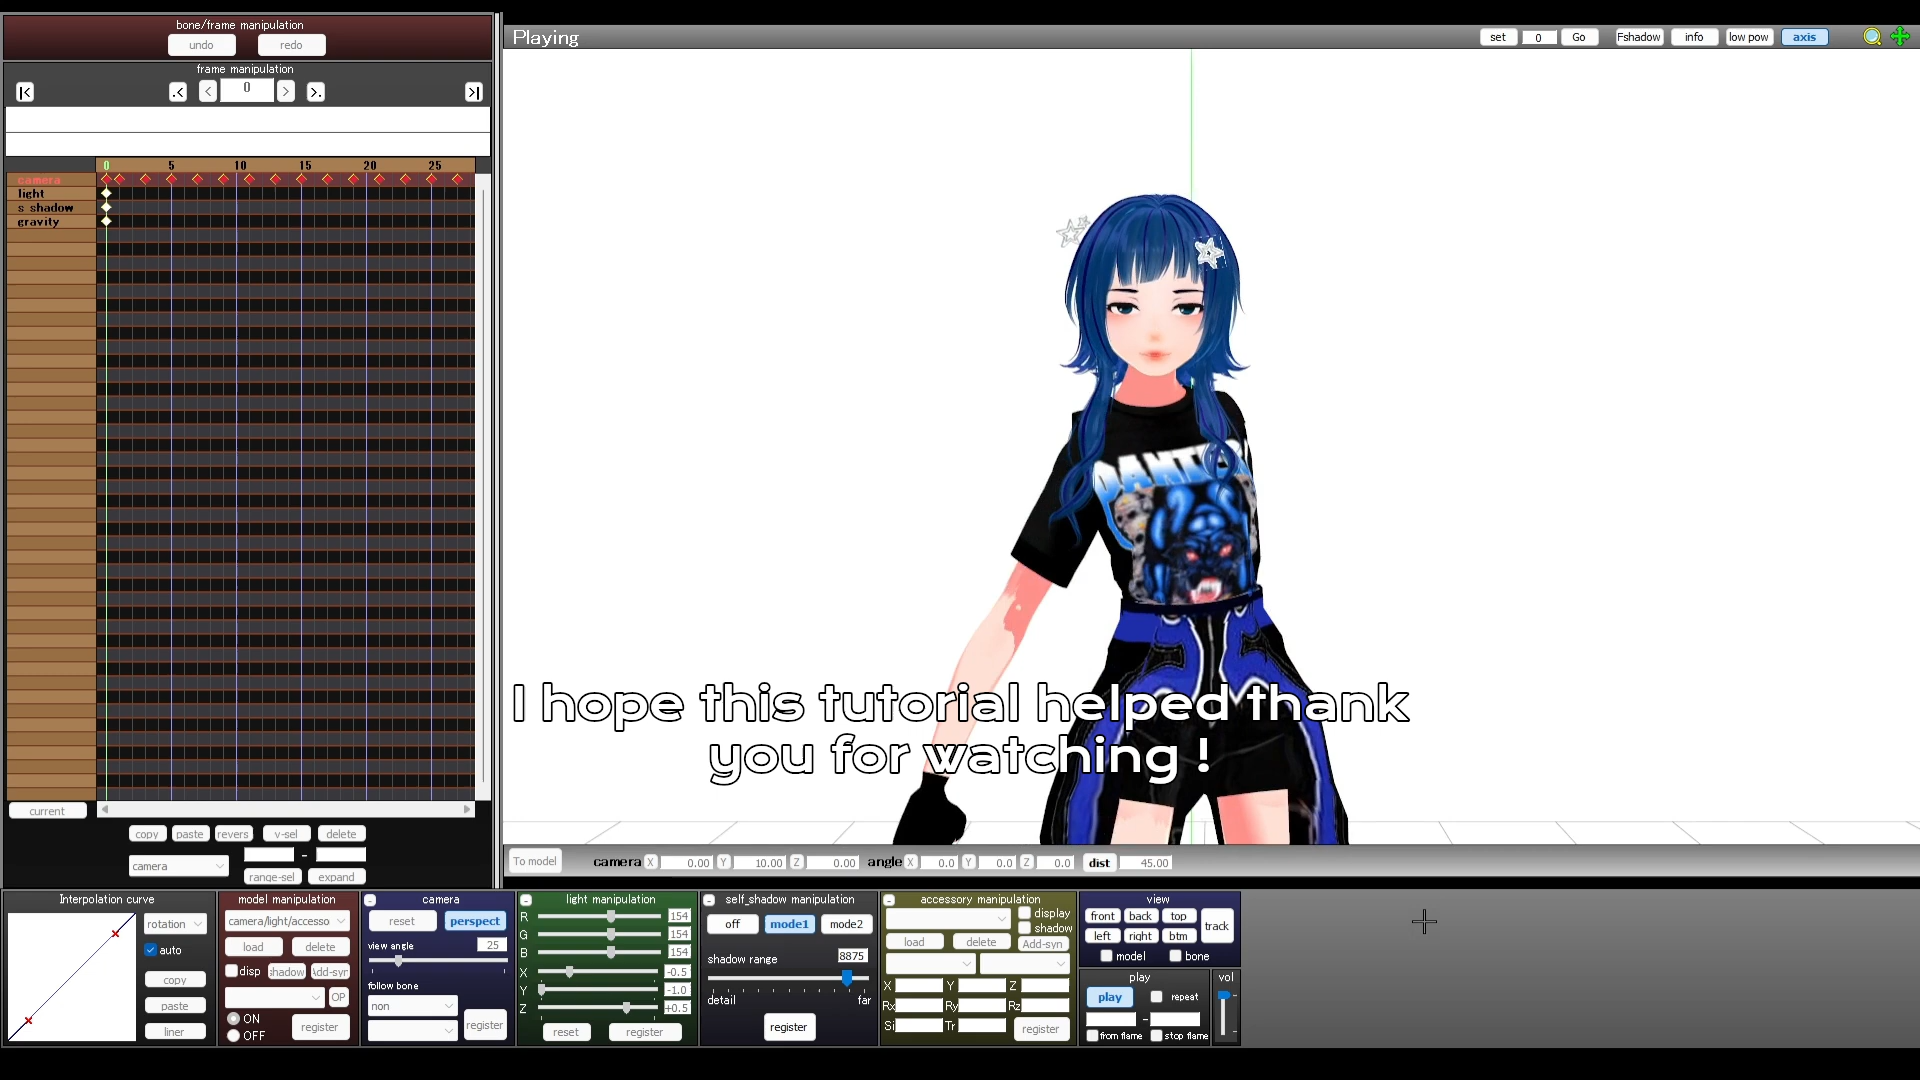 bone/frame manipulation
undo redo
frame manipulation
|< .< < 0 > >. >|
0 5 10 15 20 25
camera
light
s shadow
gravity
current
copy paste revers v-sel delete
camera -
range-sel expand
Playing
set 0 Go Fshadow info low pow axis
I hope this tutorial helped thank
you for watching !
To model camera X 0.00 Y 10.00 Z 0.00 angle X 0.0 Y 0.0 Z 0.0 dist 45.00
Interpolation curve
rotation
auto
copy
paste
liner
model manipulation
camera/light/accesso
load delete
disp shadow Add-syn
OP
ON
OFF
register
- camera
reset perspect
view angle 25
follow bone
non
register
- light manipulation
R 154
G 154
B 154
X -0.5
Y -1.0
Z +0.5
reset register
- self_shadow manipulation
off mode1 mode2
shadow range 8875
detail far
register
- accessory manipulation
display
shadow
load delete Add-syn
X Y Z
Rx Ry Rz
Si Tr register
view
front back top
left right btm
track
model bone
play
play repeat
-
from flame stop flame
vol